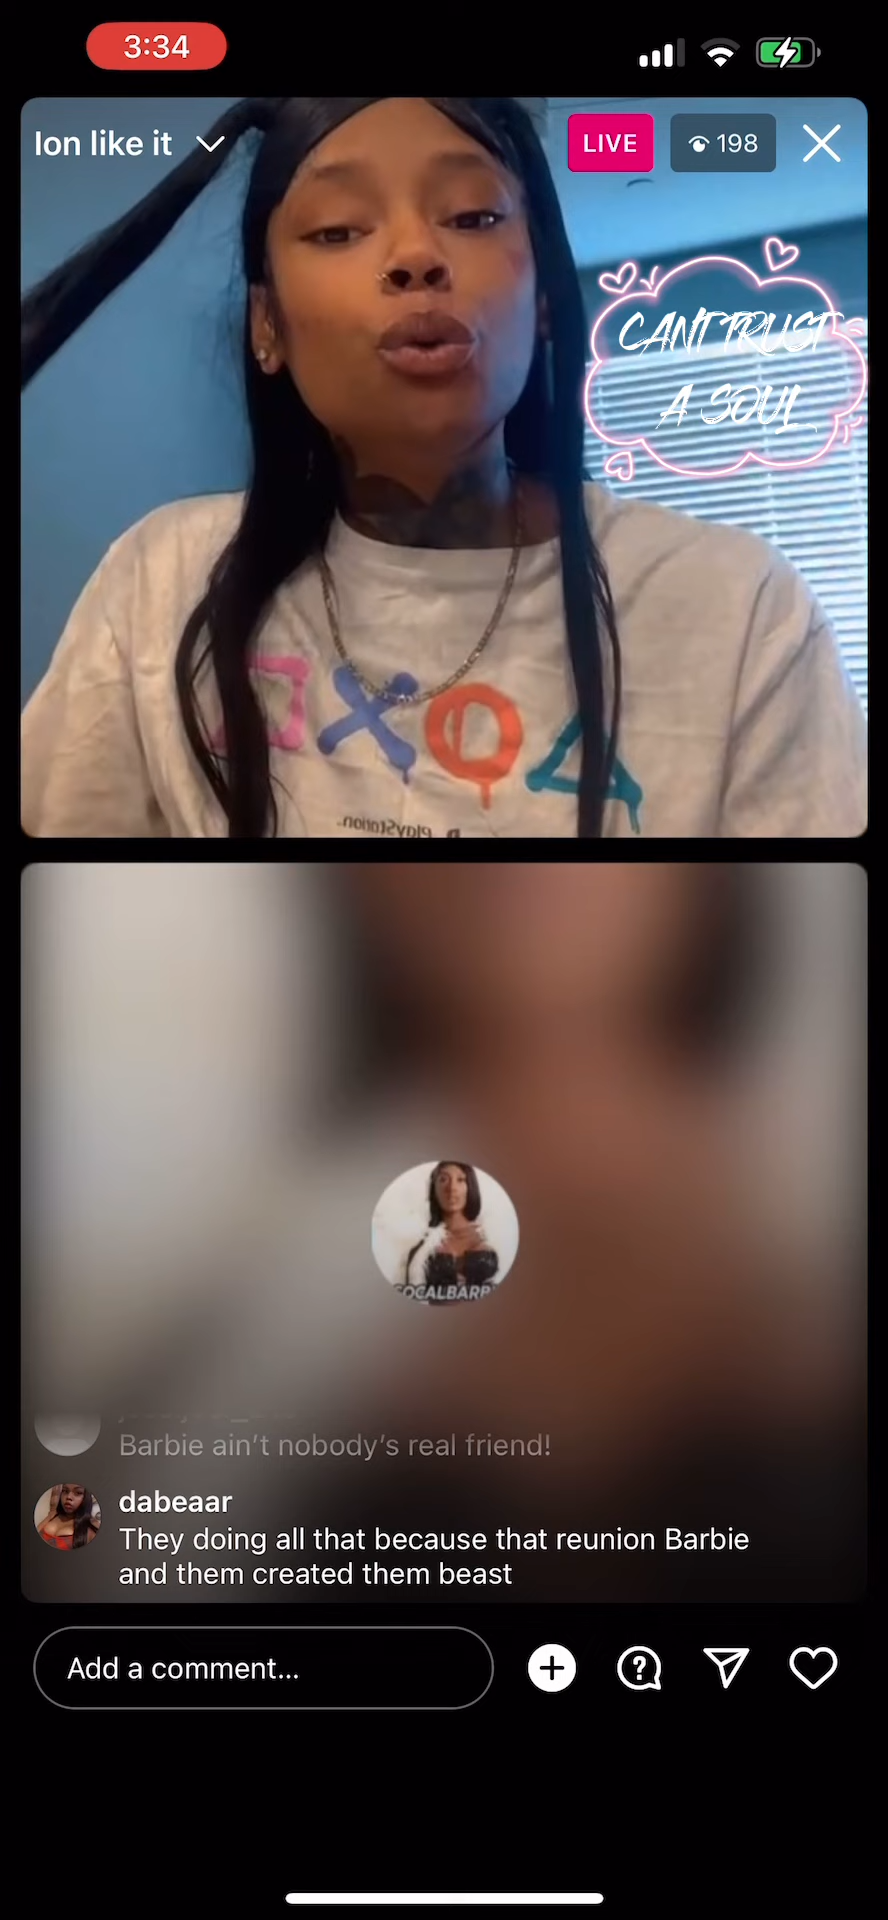 3:34
Ion like it
LIVE
198
CANT TRUST
A SOUL
PlayStation.
Barbie ain't nobody's real friend!
dabeaar
They doing all that because that reunion Barbie
and them created them beast
Add a comment...